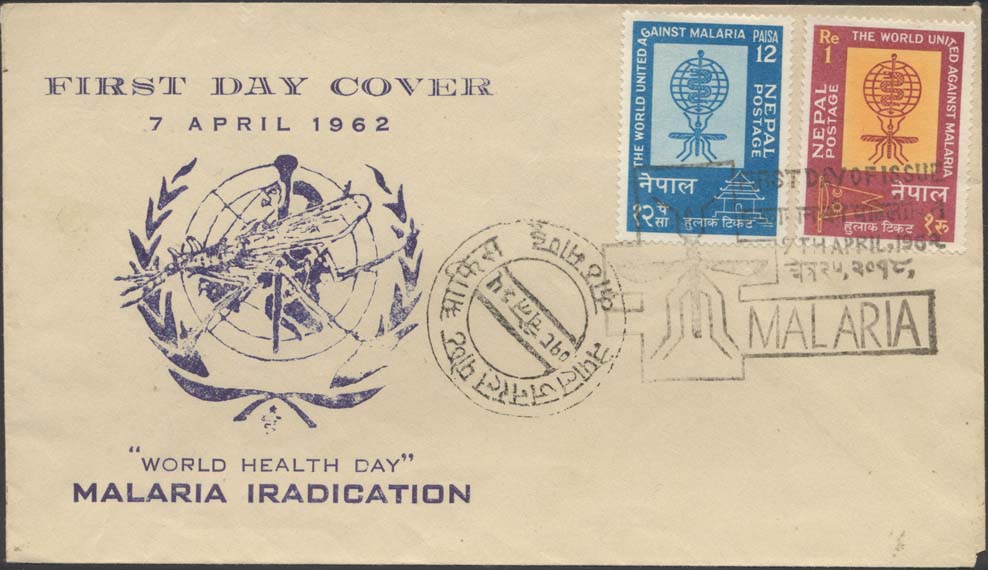 FIRST DAY COVER
7 APRIL 1962
"WORLD HEALTH DAY"
MALARIA IRADICATION
THE WORLD UNITED AGAINST MALARIA
PAISA
12
NEPAL
POSTAGE
नेपाल
१२ पै
सा
हुलाक टिकट
Re
1
THE WORLD UNITED AGAINST MALARIA
NEPAL
POSTAGE
नेपाल
१ रु
हुलाक टिकट
FIRST DAY OF ISSUE
7TH APRIL, 1962
२०१८,
MALARIA